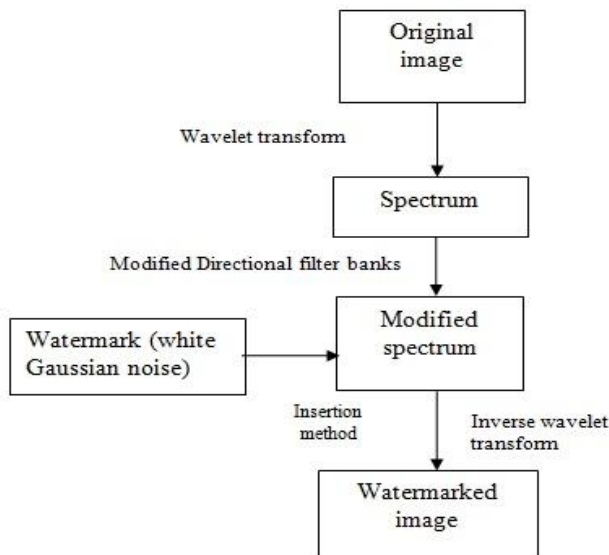 Original
image
Wavelet transform
Spectrum
Modified Directional filter banks
Modified
spectrum
Watermark (white
Gaussian noise)
Insertion
method
Inverse wavelet
transform
Watermarked
image